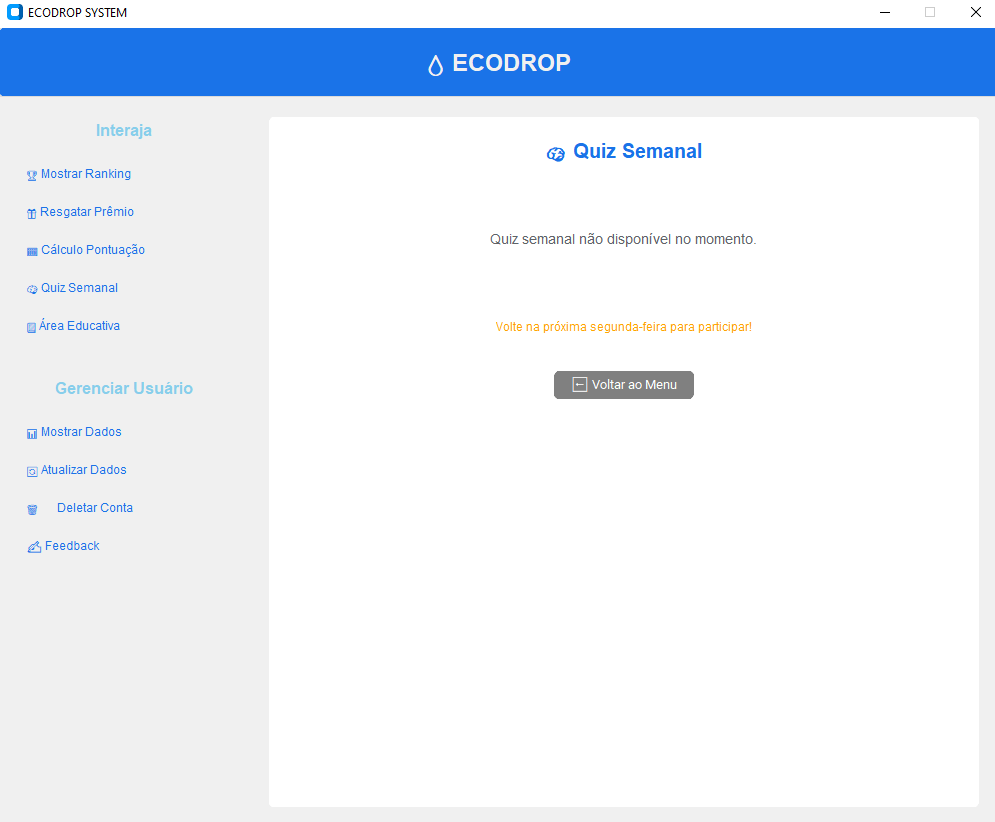 ECODROP SYSTEM
ECODROP
Interaja
Mostrar Ranking
Resgatar Prêmio
Cálculo Pontuação
Quiz Semanal
Área Educativa
Gerenciar Usuário
Mostrar Dados
Atualizar Dados
Deletar Conta
Feedback
Quiz Semanal
Quiz semanal não disponível no momento.
Volte na próxima segunda-feira para participar!
Voltar ao Menu